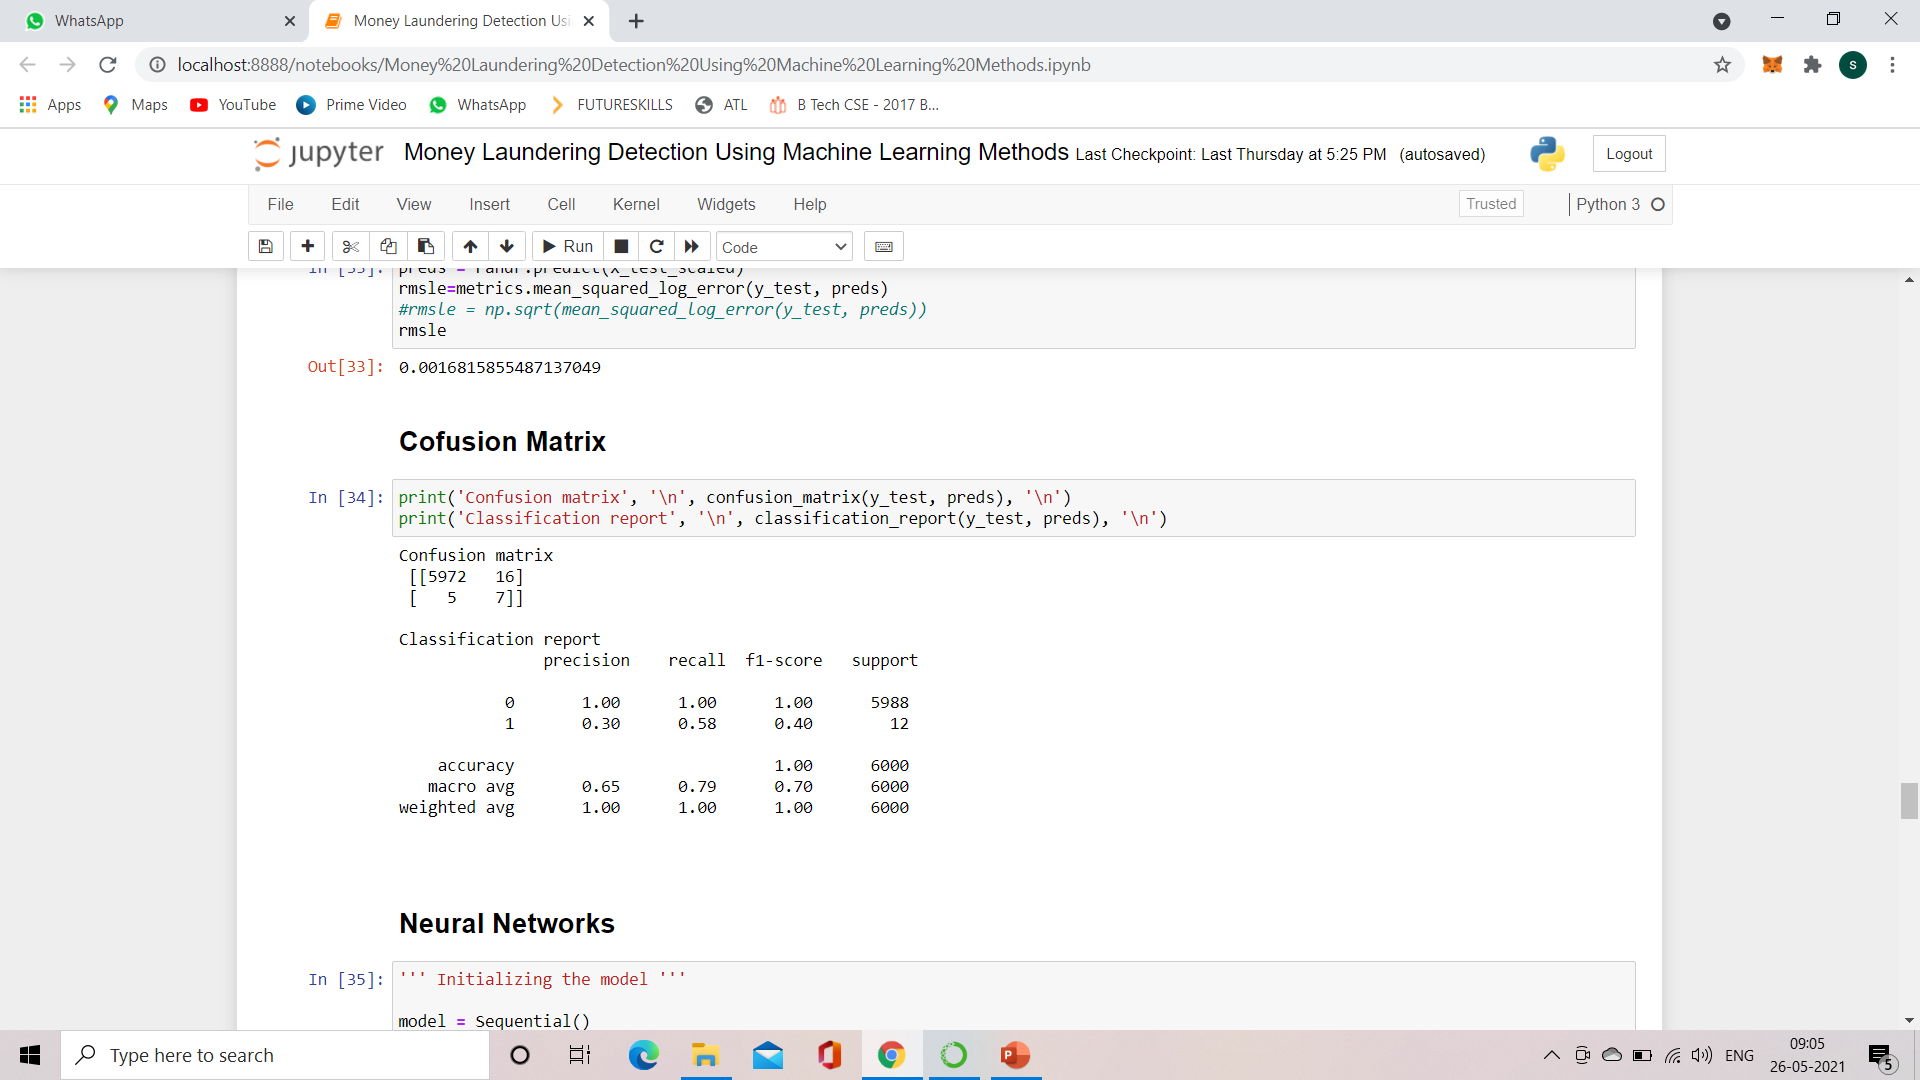 WhatsApp
Money Laundering Detection Usi
localhost:8888/notebooks/Money%20Laundering%20Detection%20Using%20Machine%20Learning%20Methods.ipynb
S
Apps Maps YouTube Prime Video WhatsApp FUTURESKILLS ATL B Tech CSE - 2017 B...
jupyter Money Laundering Detection Using Machine Learning Methods Last Checkpoint: Last Thursday at 5:25 PM (autosaved) Logout
File Edit View Insert Cell Kernel Widgets Help Trusted Python 3
Run Code
In [33]: preds = randf.predict(x_test_scaled)
rmsle=metrics.mean_squared_log_error(y_test, preds)
#rmsle = np.sqrt(mean_squared_log_error(y_test, preds))
rmsle
Out[33]: 0.0016815855487137049
Cofusion Matrix
In [34]: print('Confusion matrix', '\n', confusion_matrix(y_test, preds), '\n')
print('Classification report', '\n', classification_report(y_test, preds), '\n')
Confusion matrix
[[5972 16]
[ 5 7]]
Classification report
precision recall f1-score support
0 1.00 1.00 1.00 5988
1 0.30 0.58 0.40 12
accuracy 1.00 6000
macro avg 0.65 0.79 0.70 6000
weighted avg 1.00 1.00 1.00 6000
Neural Networks
In [35]: ''' Initializing the model '''
model = Sequential()
Type here to search
P
ENG
09:05
26-05-2021
5